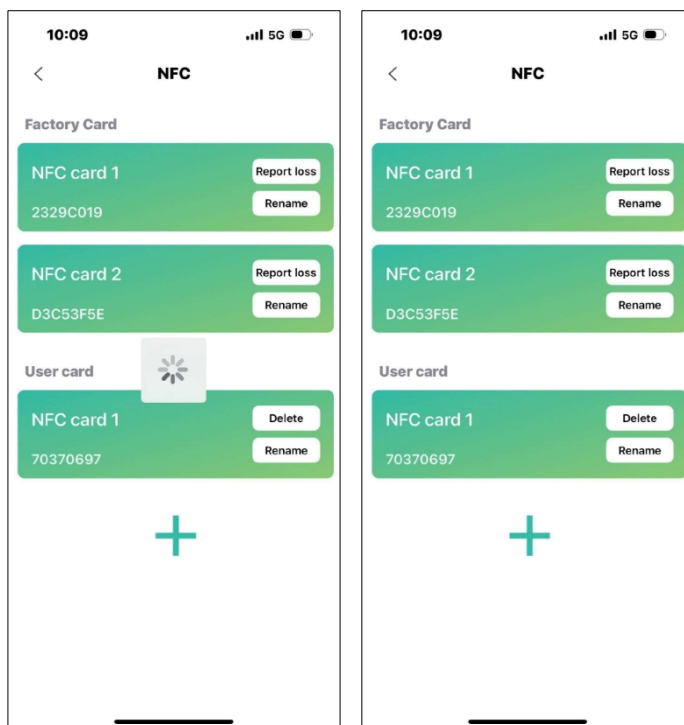 10:09
5G
NFC
Factory Card
NFC card 1
Report loss
2329C019
Rename
NFC card 2
Report loss
D3C53F5E
Rename
User card
NFC card 1
Delete
70370697
Rename
10:09
5G
NFC
Factory Card
NFC card 1
Report loss
2329C019
Rename
NFC card 2
Report loss
D3C53F5E
Rename
User card
NFC card 1
Delete
70370697
Rename